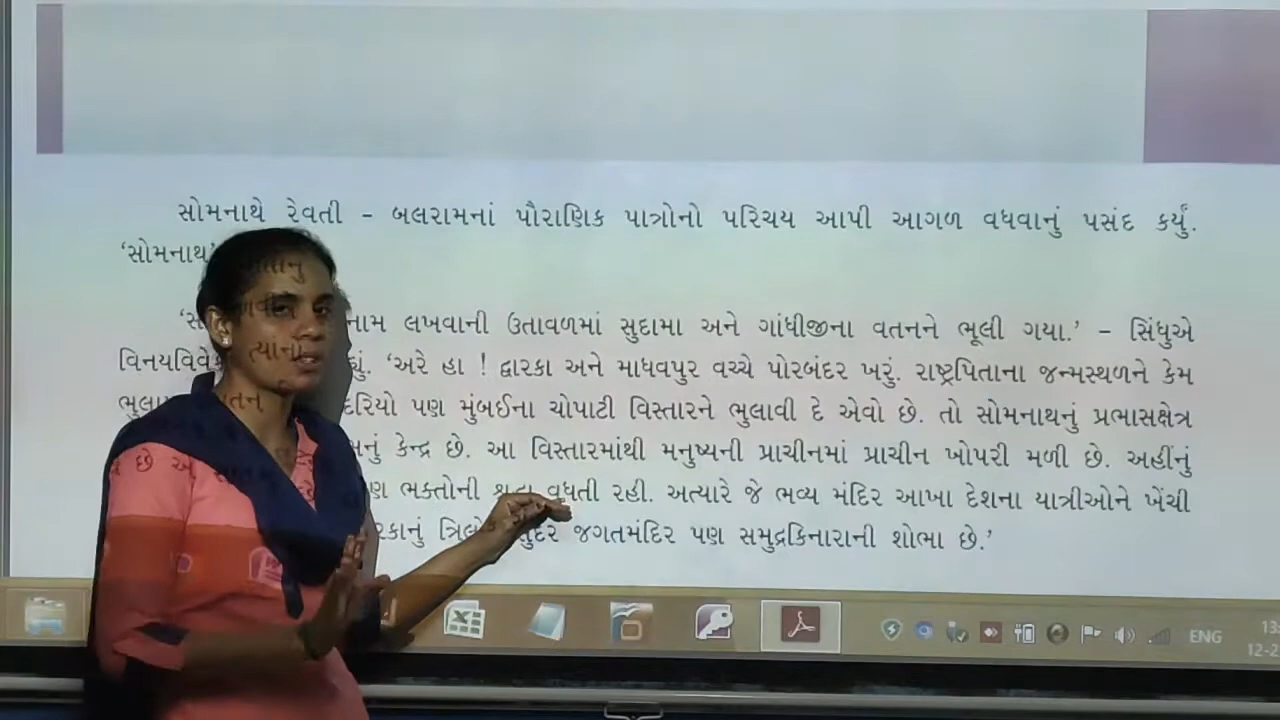 સોમનાથે રેવતી - બલરામનાં પૌરાણિક પાત્રોનો પરિચય આપી આગળ વધવાનું પસંદ કર્યું.
‘સોમનાથ’
નામ લખવાની ઉતાવળમાં સુદામા અને ગાંધીજીના વતનને ભૂલી ગયા.’ – સિંધુએ
‘અરે હા ! દ્વારકા અને માધવપુર વચ્ચે પોરબંદર ખરું. રાષ્ટ્રપિતાના જન્મસ્થળને કેમ
દરિયો પણ મુંબઈના ચોપાટી વિસ્તારને ભુલાવી દે એવો છે. તો સોમનાથનું પ્રભાસક્ષેત્ર
કેન્દ્ર છે. આ વિસ્તારમાંથી મનુષ્યની પ્રાચીનમાં પ્રાચીન ખોપરી મળી છે. અહીંનું
ભક્તોની શ્રદ્ધા વધતી રહી. અત્યારે જે ભવ્ય મંદિર આખા દેશના યાત્રીઓને ખેંચી
જગતમંદિર પણ સમુદ્રકિનારાની શોભા છે.’
ENG